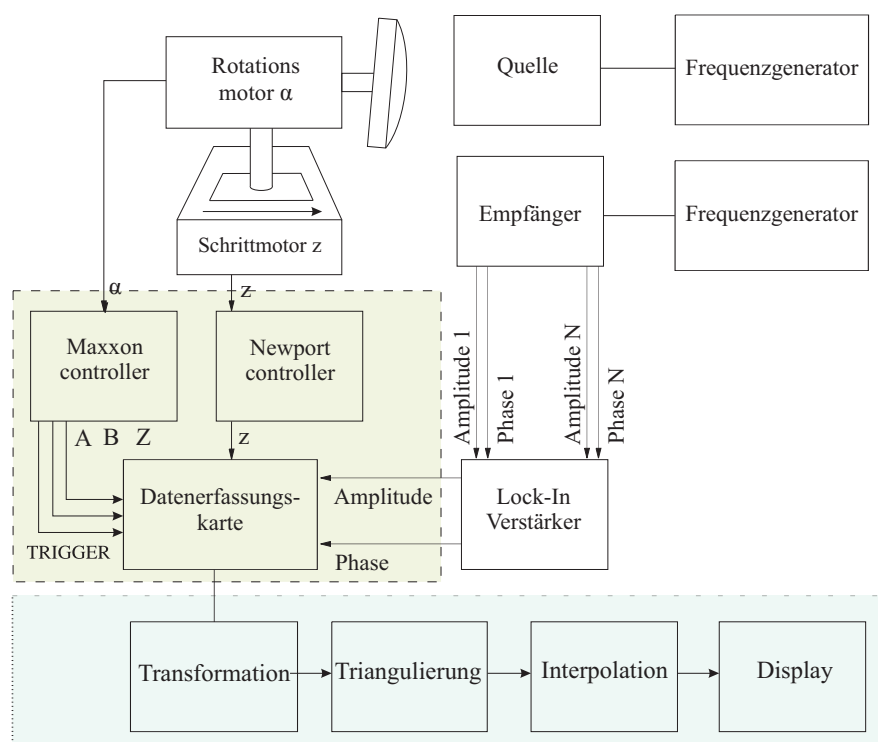 Rotations
motor α
Quelle
Frequenzgenerator
Empfänger
Frequenzgenerator
Schrittmotor z
α
z
Maxxon
controller
Newport
controller
Amplitude 1
Phase 1
Amplitude N
Phase N
A B Z
z
Datenerfassungs-
karte
Amplitude
Lock-In
Verstärker
TRIGGER
Phase
Transformation
Triangulierung
Interpolation
Display